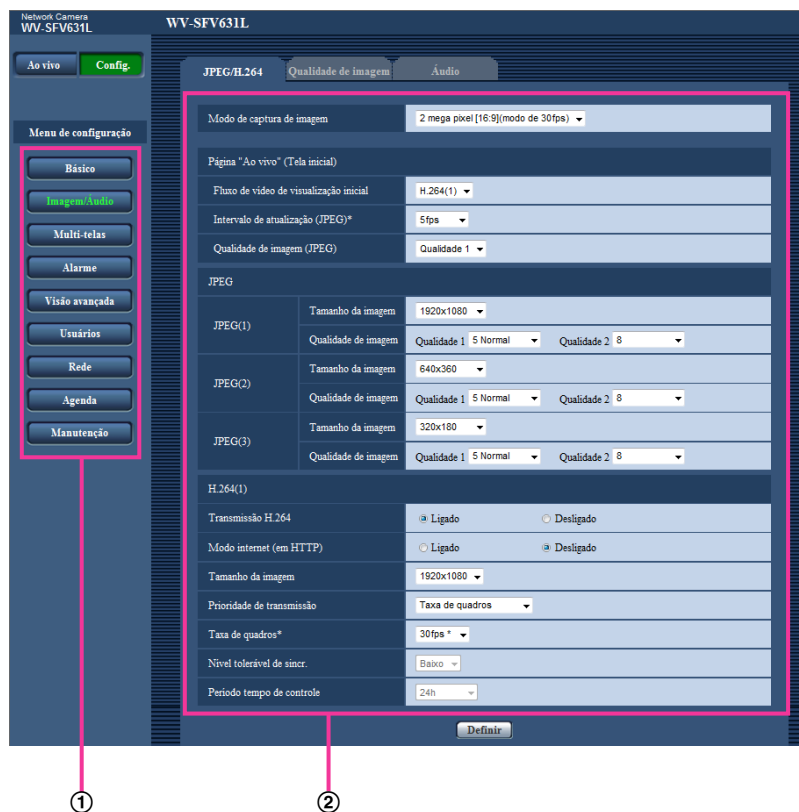 Network Camera
WV-SFV631L
WV-SFV631L
Ao vivo Config.
Menu de configuração
Básico
Imagem/Áudio
Multi-telas
Alarme
Visão avançada
Usuários
Rede
Agenda
Manutenção
JPEG/H.264 Qualidade de imagem Áudio
Modo de captura de imagem 2 mega pixel [16:9](modo de 30fps)
Página "Ao vivo" (Tela inicial)
Fluxo de vídeo de visualização inicial H.264(1)
Intervalo de atualização (JPEG)* 5fps
Qualidade de imagem (JPEG) Qualidade 1
JPEG
JPEG(1) Tamanho da imagem 1920x1080
Qualidade de imagem Qualidade 1 5 Normal Qualidade 2 8
JPEG(2) Tamanho da imagem 640x360
Qualidade de imagem Qualidade 1 5 Normal Qualidade 2 8
JPEG(3) Tamanho da imagem 320x180
Qualidade de imagem Qualidade 1 5 Normal Qualidade 2 8
H.264(1)
Transmissão H.264 Ligado Desligado
Modo internet (em HTTP) Ligado Desligado
Tamanho da imagem 1920x1080
Prioridade de transmissão Taxa de quadros
Taxa de quadros* 30fps *
Nível tolerável de sincr. Baixo
Período tempo de controle 24h
Definir
① ②